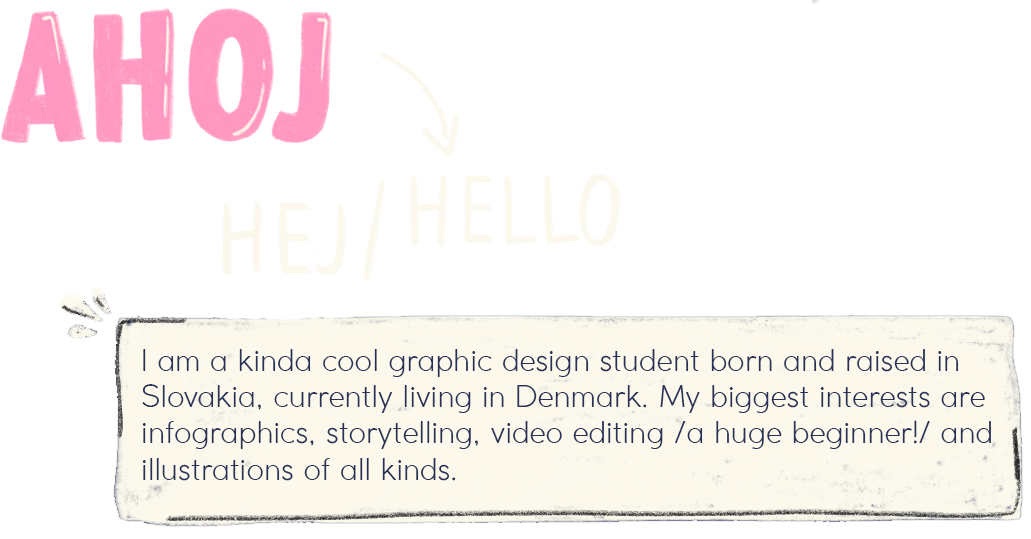 AHOJ
HEJ/HELLO
I am a kinda cool graphic design student born and raised in
Slovakia, currently living in Denmark. My biggest interests are
infographics, storytelling, video editing /a huge beginner!/ and
illustrations of all kinds.